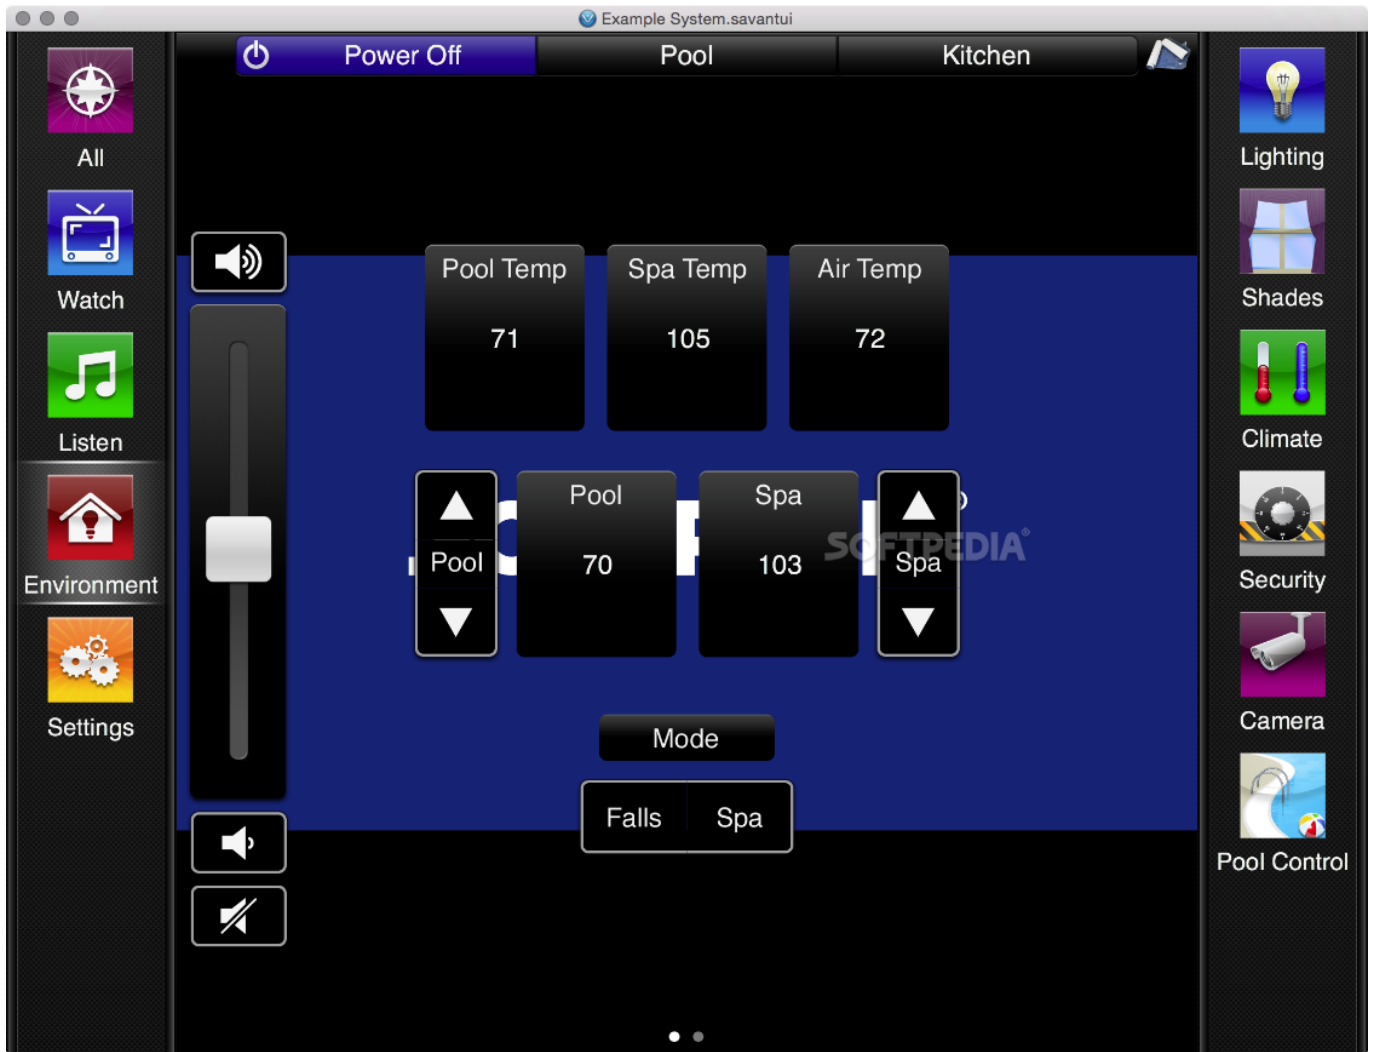 Example System.savantui
Power Off
Pool
Kitchen
All
Watch
Listen
Environment
Settings
Pool Temp
71
Spa Temp
105
Air Temp
72
Pool
Pool
70
Spa
103
Spa
SOFTPEDIA®
Mode
Falls
Spa
Lighting
Shades
Climate
Security
Camera
Pool Control